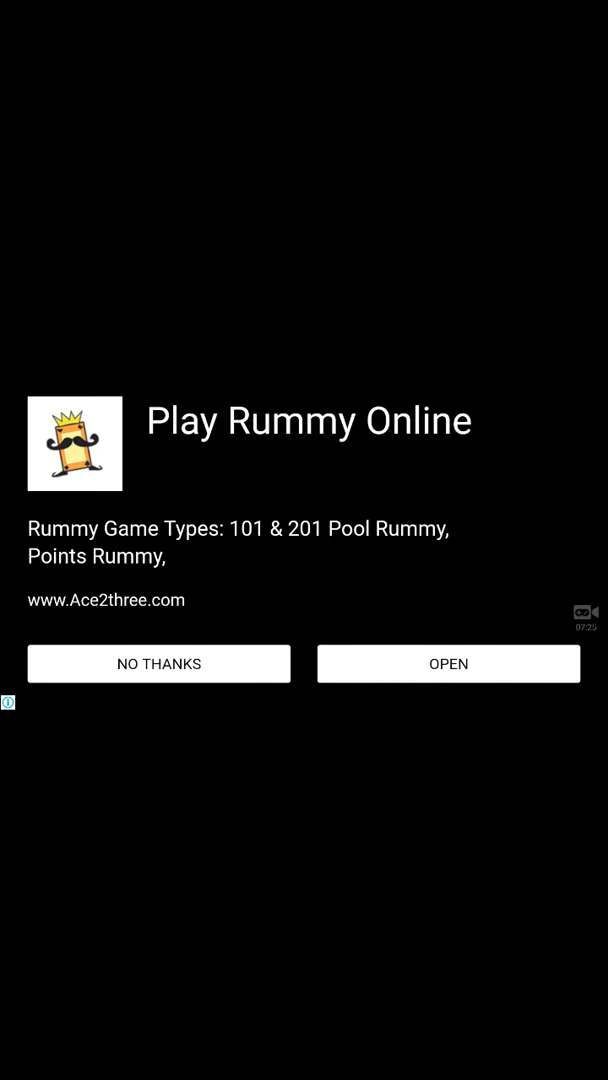 Play Rummy Online
Rummy Game Types: 101 & 201 Pool Rummy,
Points Rummy,
www.Ace2three.com
07:25
NO THANKS
OPEN